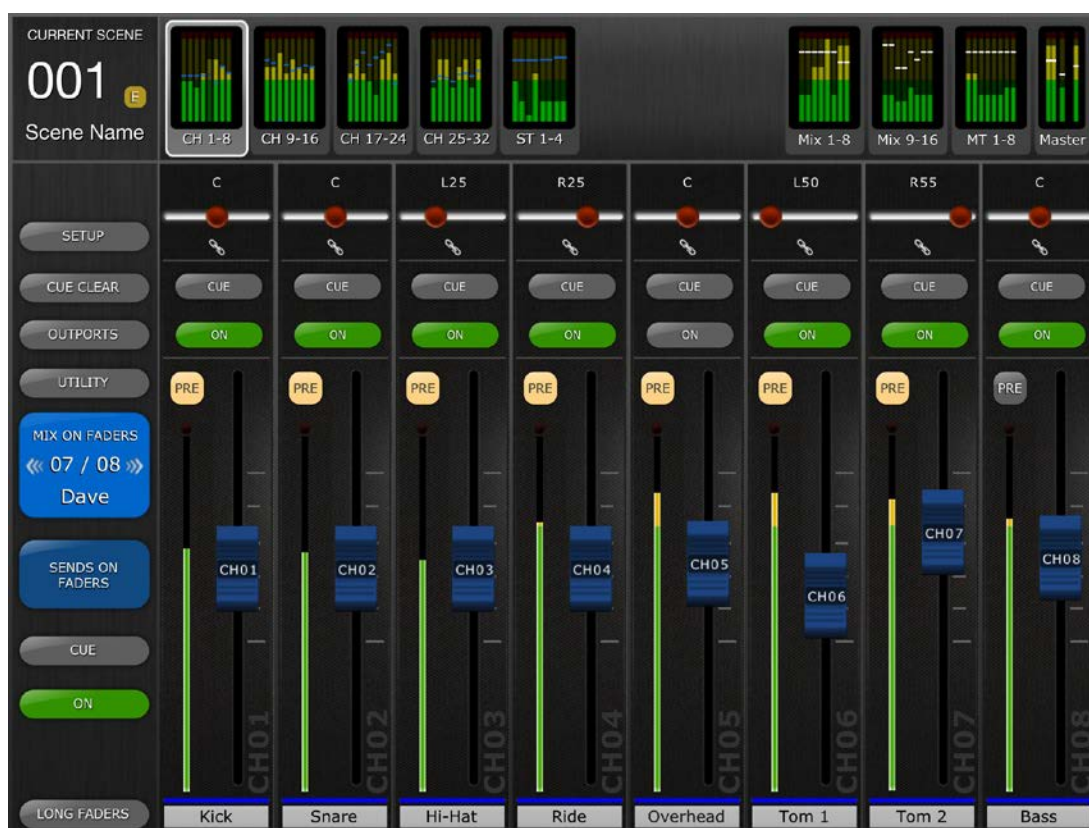 CURRENT SCENE
001 E
Scene Name
CH 1-8 CH 9-16 CH 17-24 CH 25-32 ST 1-4 Mix 1-8 Mix 9-16 MT 1-8 Master
C C L25 R25 C L50 R55 C
SETUP
CUE CLEAR CUE CUE CUE CUE CUE CUE CUE CUE
OUTPORTS ON ON ON ON ON ON ON ON
UTILITY PRE PRE PRE PRE PRE PRE PRE PRE
MIX ON FADERS
07 / 08
Dave
SENDS ON
FADERS
CH01 CH02 CH03 CH04 CH05 CH06 CH07 CH08
CUE
ON
CH01 CH02 CH03 CH04 CH05 CH06 CH07 CH08
LONG FADERS Kick Snare Hi-Hat Ride Overhead Tom 1 Tom 2 Bass